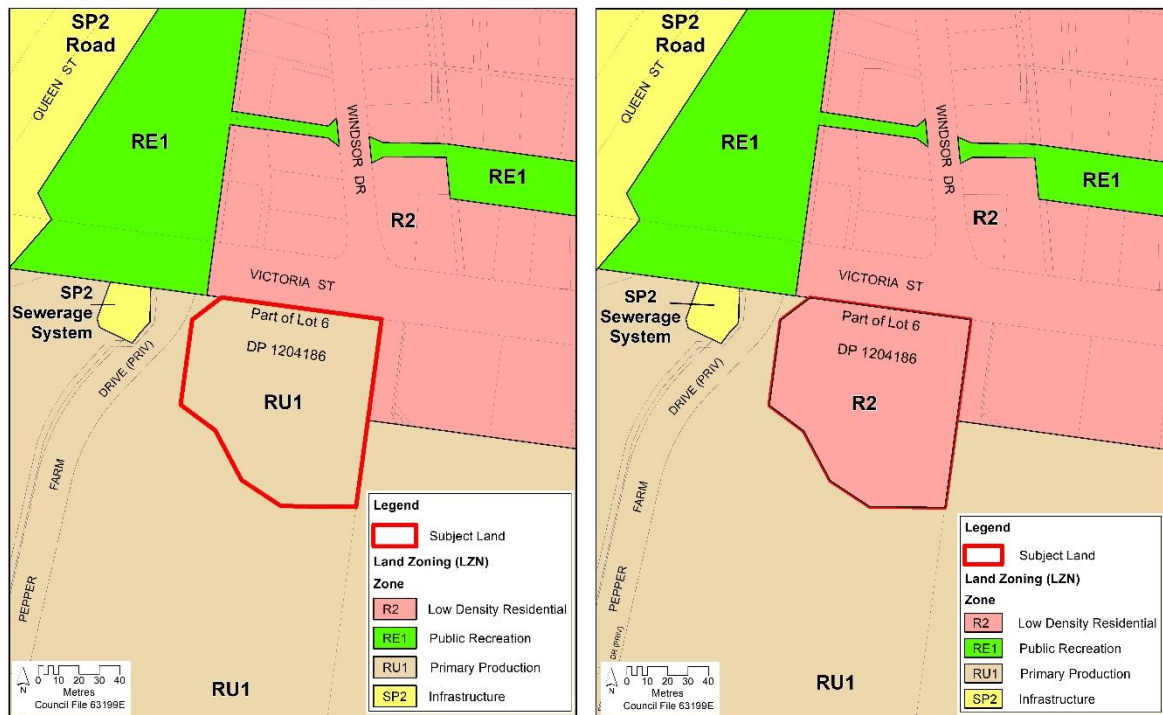 SP2
Road
QUEEN ST
RE1
WINDSOR DR
RE1
R2
VICTORIA ST
SP2
Sewerage
System
Part of Lot 6
DP 1204186
DRIVE (PRIV)
RU1
FARM
PEPPER
RU1
Legend
Subject Land
Land Zoning (LZN)
Zone
R2 Low Density Residential
RE1 Public Recreation
RU1 Primary Production
SP2 Infrastructure
N
0 10 20 30 40
Metres
Council File 63199E
SP2
Road
QUEEN ST
RE1
WINDSOR DR
RE1
R2
VICTORIA ST
SP2
Sewerage
System
Part of Lot 6
DP 1204186
DRIVE (PRIV)
R2
FARM
PEPPER
DR (PRIV)
RU1
Legend
Subject Land
Land Zoning (LZN)
Zone
R2 Low Density Residential
RE1 Public Recreation
RU1 Primary Production
SP2 Infrastructure
N
0 10 20 30 40
Metres
Council File 63199E